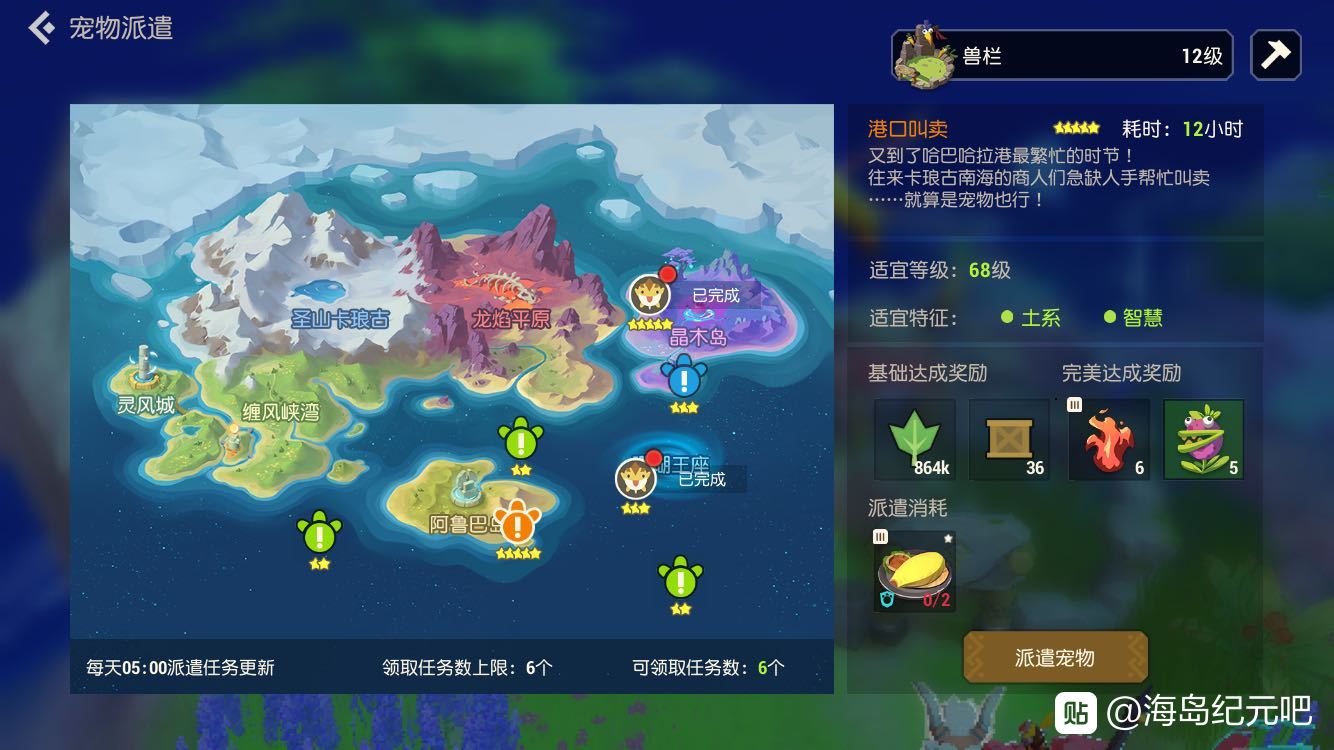 宠物派遣
兽栏
12级
港口叫卖
耗时：12小时
又到了哈巴哈拉港最繁忙的时节！
往来卡琅古南海的商人们急缺人手帮忙叫卖
……就算是宠物也行！
适宜等级：68级
适宜特征：
土系
智慧
基础达成奖励
完美达成奖励
864k
36
III
6
5
派遣消耗
III
0/2
派遣宠物
圣山卡琅古
龙焰平原
已完成
晶木岛
灵风城
缠风峡湾
瑚王座
已完成
阿鲁巴岛
每天05:00派遣任务更新
领取任务数上限：6个
可领取任务数：6个
贴 @海岛纪元吧